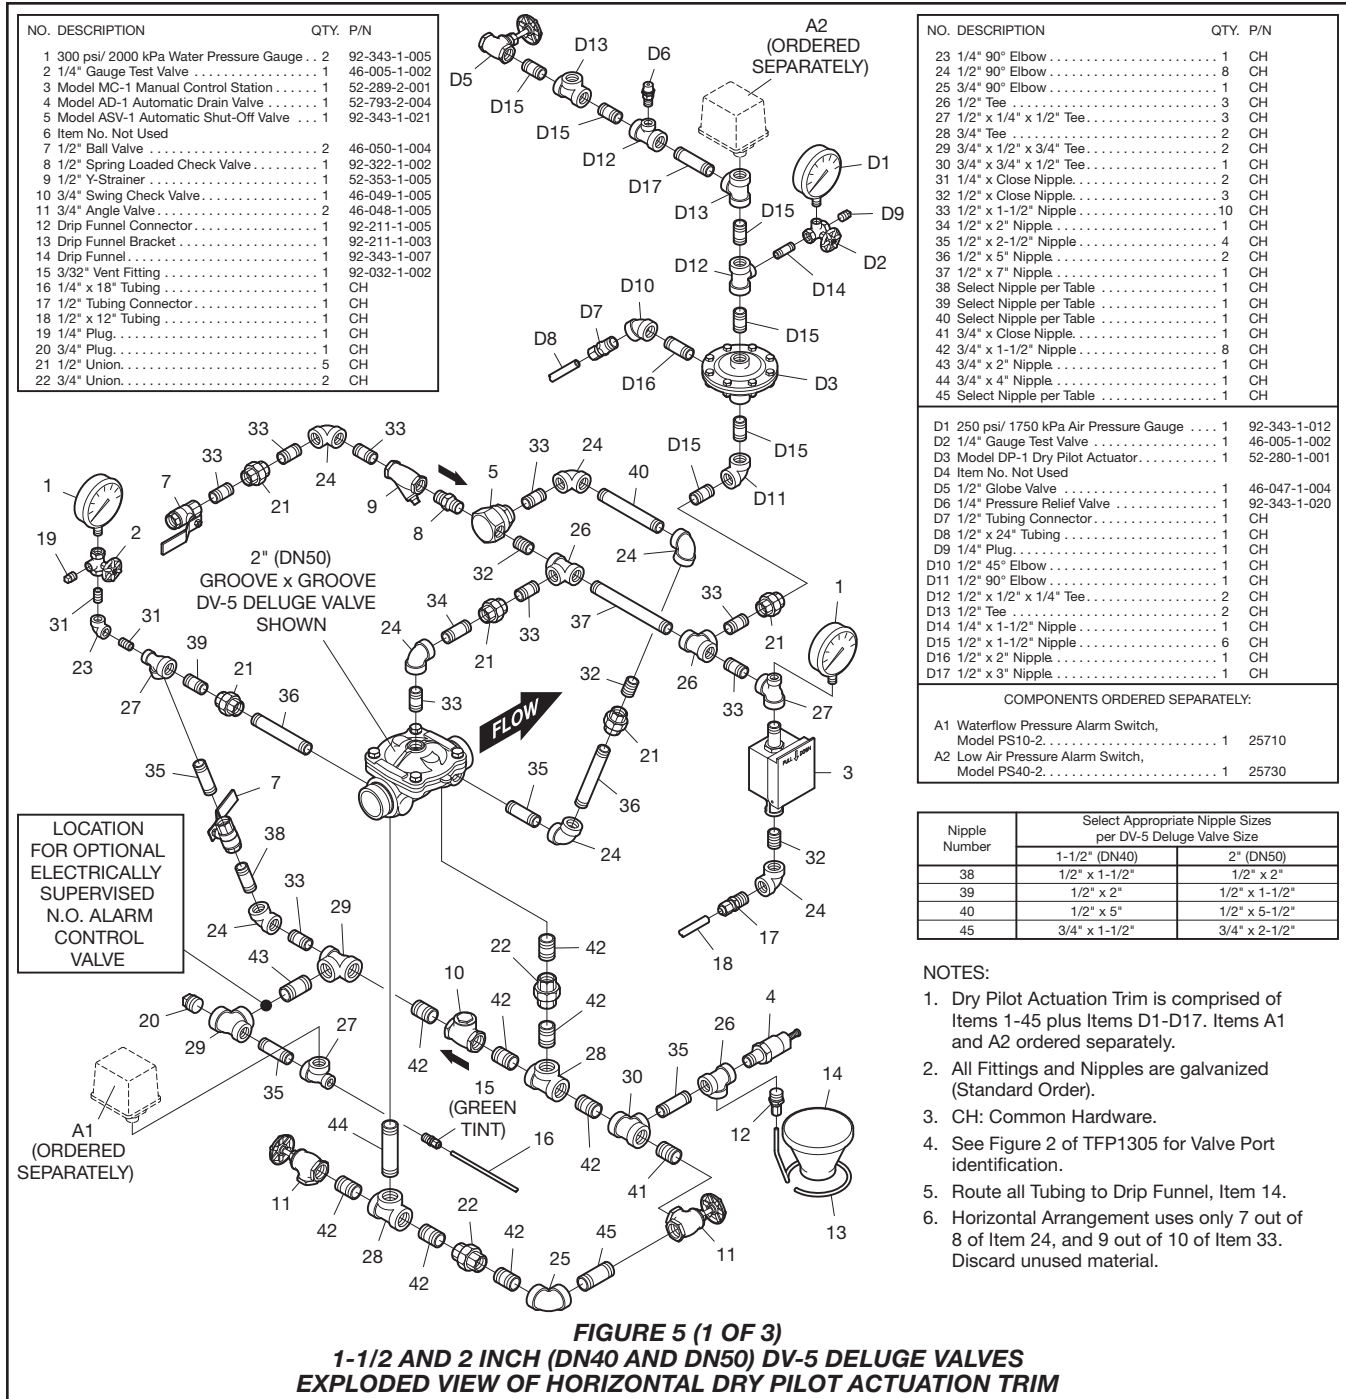 NO. DESCRIPTION QTY. P/N
1 300 psi/ 2000 kPa Water Pressure Gauge . . 2 92-343-1-005
2 1/4" Gauge Test Valve . . . 1 46-005-1-002
3 Model MC-1 Manual Control Station . . . 1 52-289-2-001
4 Model AD-1 Automatic Drain Valve . . . 1 52-793-2-004
5 Model ASV-1 Automatic Shut-Off Valve . . . 1 92-343-1-021
6 Item No. Not Used
7 1/2" Ball Valve . . . 2 46-050-1-004
8 1/2" Spring Loaded Check Valve . . . 1 92-322-1-002
9 1/2" Y-Strainer . . . 1 52-353-1-005
10 3/4" Swing Check Valve . . . 1 46-049-1-005
11 3/4" Angle Valve . . . 2 46-048-1-005
12 Drip Funnel Connector . . . 1 92-211-1-005
13 Drip Funnel Bracket . . . 1 92-211-1-003
14 Drip Funnel . . . 1 92-343-1-007
15 3/32" Vent Fitting . . . 1 92-032-1-002
16 1/4" x 18" Tubing . . . 1 CH
17 1/2" Tubing Connector . . . 1 CH
18 1/2" x 12" Tubing . . . 1 CH
19 1/4" Plug . . . 1 CH
20 3/4" Plug . . . 1 CH
21 1/2" Union . . . 5 CH
22 3/4" Union . . . 2 CH
NO. DESCRIPTION QTY. P/N
23 1/4" 90° Elbow . . . 1 CH
24 1/2" 90° Elbow . . . 8 CH
25 3/4" 90° Elbow . . . 1 CH
26 1/2" Tee . . . 3 CH
27 1/2" x 1/4" x 1/2" Tee . . . 3 CH
28 3/4" Tee . . . 2 CH
29 3/4" x 1/2" x 3/4" Tee . . . 2 CH
30 3/4" x 3/4" x 1/2" Tee . . . 1 CH
31 1/4" x Close Nipple . . . 2 CH
32 1/2" x Close Nipple . . . 3 CH
33 1/2" x 1-1/2" Nipple . . . 10 CH
34 1/2" x 2" Nipple . . . 1 CH
35 1/2" x 2-1/2" Nipple . . . 4 CH
36 1/2" x 5" Nipple . . . 2 CH
37 1/2" x 7" Nipple . . . 1 CH
38 Select Nipple per Table . . . 1 CH
39 Select Nipple per Table . . . 1 CH
40 Select Nipple per Table . . . 1 CH
41 3/4" x Close Nipple . . . 1 CH
42 3/4" x 1-1/2" Nipple . . . 8 CH
43 3/4" x 2" Nipple . . . 1 CH
44 3/4" x 4" Nipple . . . 1 CH
45 Select Nipple per Table . . . 1 CH
D1 250 psi/ 1750 kPa Air Pressure Gauge . . . 1 92-343-1-012
D2 1/4" Gauge Test Valve . . . 1 46-005-1-002
D3 Model DP-1 Dry Pilot Actuator . . . 1 52-280-1-001
D4 Item No. Not Used
D5 1/2" Globe Valve . . . 1 46-047-1-004
D6 1/4" Pressure Relief Valve . . . 1 92-343-1-020
D7 1/2" Tubing Connector . . . 1 CH
D8 1/2" x 24" Tubing . . . 1 CH
D9 1/4" Plug . . . 1 CH
D10 1/2" 45° Elbow . . . 1 CH
D11 1/2" 90° Elbow . . . 1 CH
D12 1/2" x 1/2" x 1/4" Tee . . . 2 CH
D13 1/2" Tee . . . 2 CH
D14 1/4" x 1-1/2" Nipple . . . 1 CH
D15 1/2" x 1-1/2" Nipple . . . 6 CH
D16 1/2" x 2" Nipple . . . 1 CH
D17 1/2" x 3" Nipple . . . 1 CH
COMPONENTS ORDERED SEPARATELY:
A1 Waterflow Pressure Alarm Switch,
Model PS10-2 . . . 1 25710
A2 Low Air Pressure Alarm Switch,
Model PS40-2 . . . 1 25730
Nipple Number
Select Appropriate Nipple Sizes
per DV-5 Deluge Valve Size
1-1/2" (DN40) 2" (DN50)
38 1/2" x 1-1/2" 1/2" x 2"
39 1/2" x 2" 1/2" x 1-1/2"
40 1/2" x 5" 1/2" x 5-1/2"
45 3/4" x 1-1/2" 3/4" x 2-1/2"
NOTES:
1. Dry Pilot Actuation Trim is comprised of
Items 1-45 plus Items D1-D17. Items A1
and A2 ordered separately.
2. All Fittings and Nipples are galvanized
(Standard Order).
3. CH: Common Hardware.
4. See Figure 2 of TFP1305 for Valve Port
identification.
5. Route all Tubing to Drip Funnel, Item 14.
6. Horizontal Arrangement uses only 7 out of
8 of Item 24, and 9 out of 10 of Item 33.
Discard unused material.
A2
(ORDERED
SEPARATELY)
D5
D15
D13
D6
D15
D12
D17
D13
D1
D15
D9
D2
D12
D14
D10
D7
D8
D15
D16
D3
D15
D15
D11
33
33
24
33
1
7
21
9
5
33
24
40
8
26
24
19
2
32
2" (DN50)
GROOVE x GROOVE
DV-5 DELUGE VALVE
SHOWN
31
31
23
34
33
37
33
21
1
24
21
39
21
27
36
33
32
26
33
27
FLOW
21
PULL DOWN
35
7
35
36
3
24
LOCATION
FOR OPTIONAL
ELECTRICALLY
SUPERVISED
N.O. ALARM
CONTROL
VALVE
38
32
24
33
29
24
17
18
43
10
22
42
42
42
4
20
29
27
42
28
26
35
35
30
14
A1
(ORDERED
SEPARATELY)
15
(GREEN
TINT)
12
44
16
42
41
11
42
22
42
45
11
13
28
42
25
FIGURE 5 (1 OF 3)
1-1/2 AND 2 INCH (DN40 AND DN50) DV-5 DELUGE VALVES
EXPLODED VIEW OF HORIZONTAL DRY PILOT ACTUATION TRIM